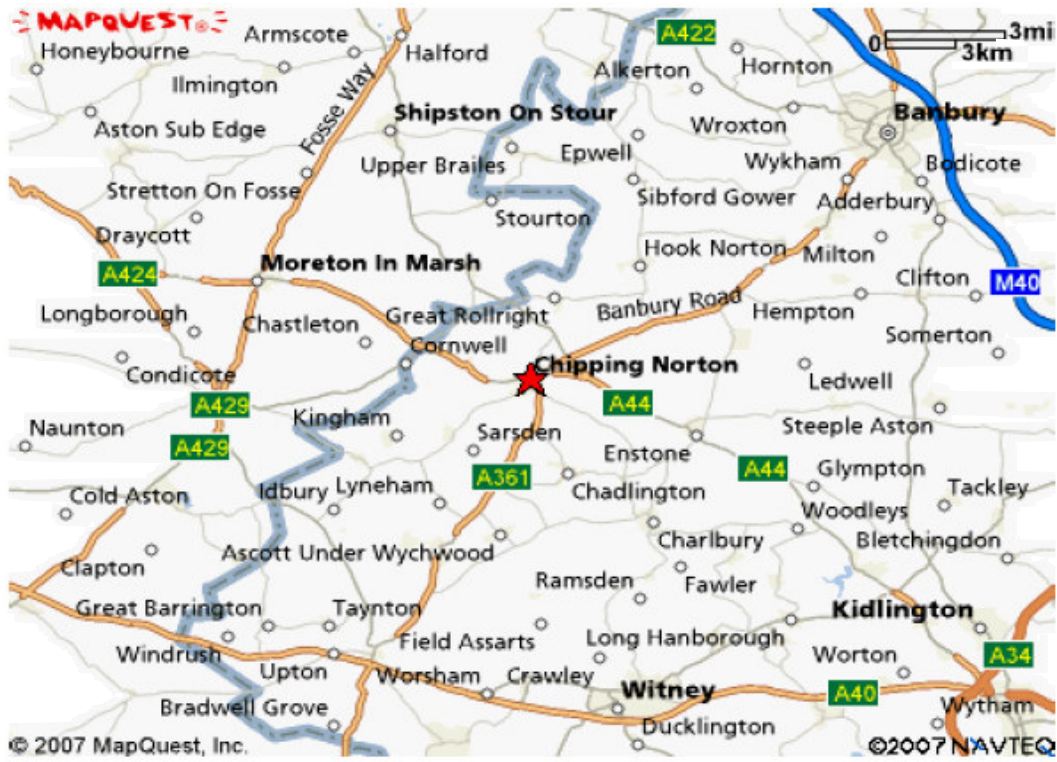 MAPQUEST®
Armscote
A422
0
3mi
3km
Honeybourne
Halford
Alkerton
Hornton
Ilmington
Fosse Way
Shipston On Stour
Banbury
Aston Sub Edge
Wroxton
Upper Brailes
Epwell
Wykham
Bodicote
Stretton On Fosse
Sibford Gower
Adderbury
Stourton
Draycott
Hook Norton
Milton
A424
Moreton In Marsh
Clifton
M40
Longborough
Chastleton
Great Rollright
Banbury Road
Hempton
Somerton
Cornwell
Chipping Norton
Condicote
Ledwell
A429
A44
Kingham
Naunton
Sarsden
Steeple Aston
A429
Enstone
A44
Glympton
A361
Idbury
Lyneham
Chadlington
Tackley
Cold Aston
Woodleys
Ascott Under Wychwood
Charlbury
Bletchingdon
Clapton
Ramsden
Fawler
Great Barrington
Taynton
Kidlington
Field Assarts
Long Hanborough
Windrush
Upton
Worsham
Crawley
Worton
A34
Witney
A40
Bradwell Grove
Ducklington
Wytham
© 2007 MapQuest, Inc.
©2007 NAVTEQ